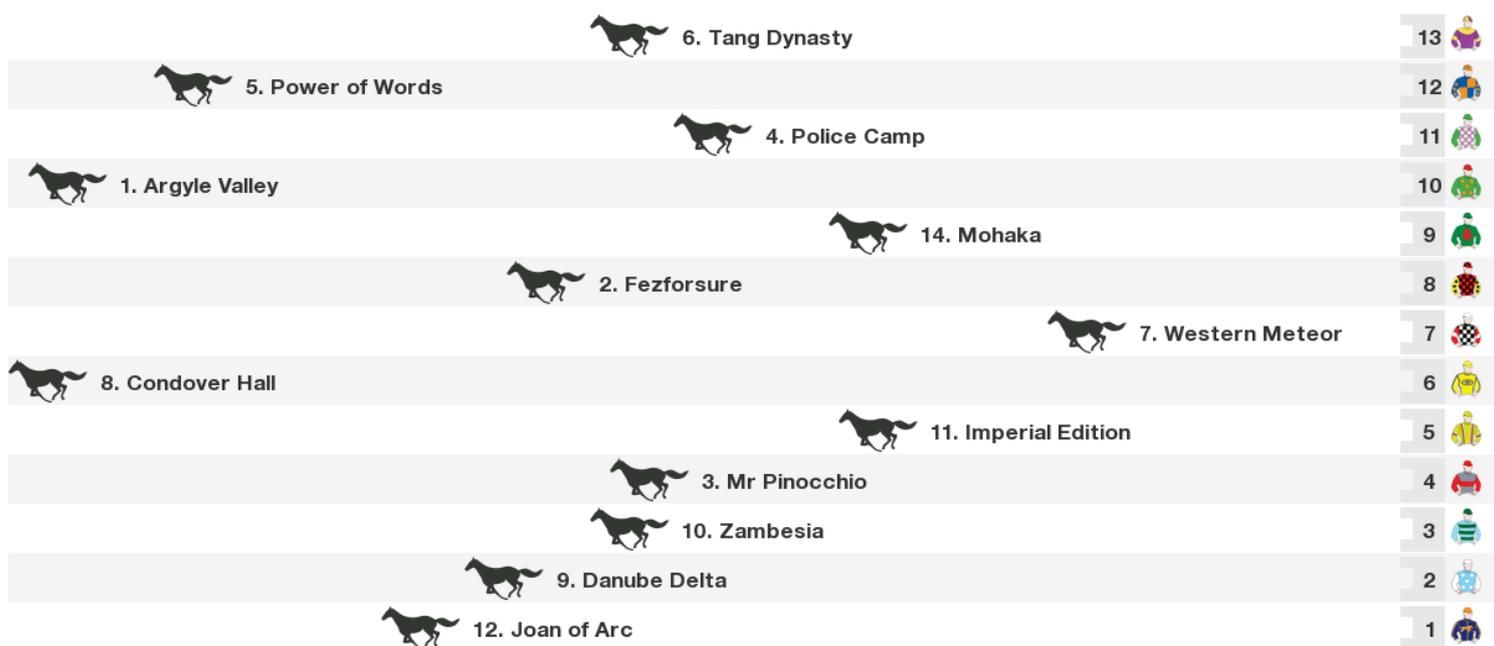 6. Tang Dynasty 13
5. Power of Words 12
4. Police Camp 11
1. Argyle Valley 10
14. Mohaka 9
2. Fezforsure 8
7. Western Meteor 7
8. Condover Hall 6
11. Imperial Edition 5
3. Mr Pinocchio 4
10. Zambesia 3
9. Danube Delta 2
12. Joan of Arc 1